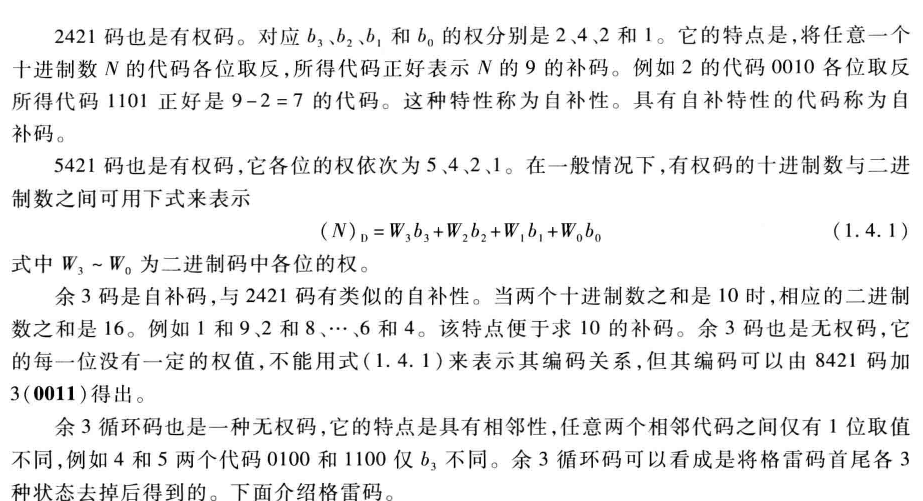 2421 码也是有权码。对应 b₃、b₂、b₁ 和 b₀ 的权分别是 2、4、2 和 1。它的特点是,将任意一个
十进制数 N 的代码各位取反,所得代码正好表示 N 的 9 的补码。例如 2 的代码 0010 各位取反
所得代码 1101 正好是 9-2=7 的代码。这种特性称为自补性。具有自补特性的代码称为自
补码。
5421 码也是有权码,它各位的权依次为 5、4、2、1。在一般情况下,有权码的十进制数与二进
制数之间可用下式来表示
(N)D=W₃b₃+W₂b₂+W₁b₁+W₀b₀ (1.4.1)
式中 W₃~W₀ 为二进制码中各位的权。
余 3 码是自补码,与 2421 码有类似的自补性。当两个十进制数之和是 10 时,相应的二进制
数之和是 16。例如 1 和 9、2 和 8、…、6 和 4。该特点便于求 10 的补码。余 3 码也是无权码,它
的每一位没有一定的权值,不能用式(1.4.1)来表示其编码关系,但其编码可以由 8421 码加
3(0011)得出。
余 3 循环码也是一种无权码,它的特点是具有相邻性,任意两个相邻代码之间仅有 1 位取值
不同,例如 4 和 5 两个代码 0100 和 1100 仅 b₃ 不同。余 3 循环码可以看成是将格雷码首尾各 3
种状态去掉后得到的。下面介绍格雷码。